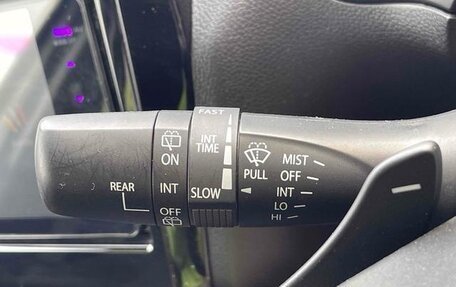 FAST
INT
TIME
SLOW
ON
INT
OFF
REAR
PULL
MIST
OFF
INT
LO
HI